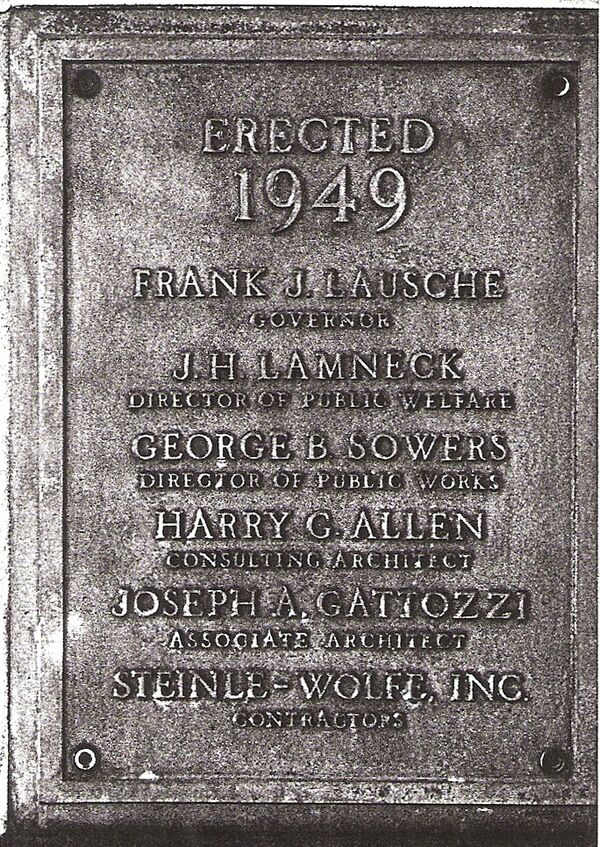 ERECTED
1949
FRANK J. LAUSCHE
GOVERNOR
J.H. LAMNECK
DIRECTOR OF PUBLIC WELFARE
GEORGE B. SOWERS
DIRECTOR OF PUBLIC WORKS
HARRY G. ALLEN
CONSULTING ARCHITECT
JOSEPH A. GATTOZZI
ASSOCIATE ARCHITECT
STEINLE-WOLFE, INC.
CONTRACTORS